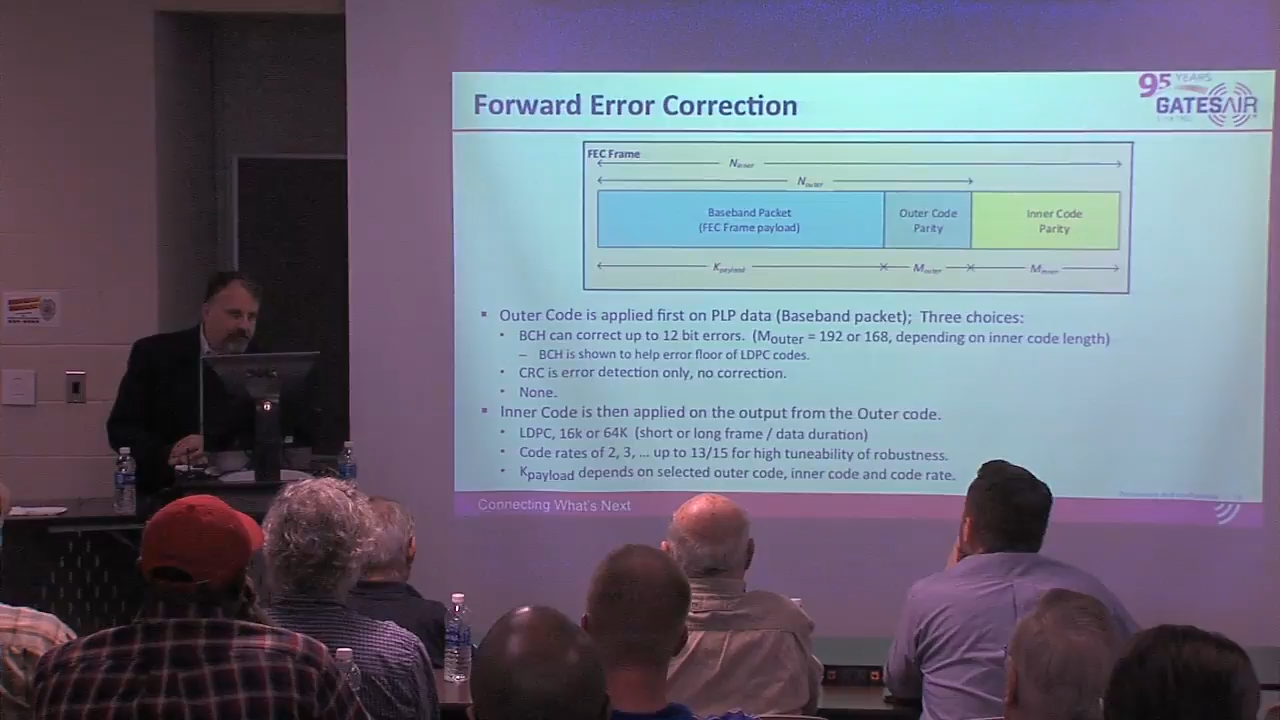 Forward Error Correction
95 YEARS
GATESAIR
FEC Frame
Ninner
Nouter
Baseband Packet
(FEC Frame payload)
Outer Code
Parity
Inner Code
Parity
Kpayload
Mouter
Minner
▪ Outer Code is applied first on PLP data (Baseband packet); Three choices:
• BCH can correct up to 12 bit errors. (Mouter = 192 or 168, depending on inner code length)
– BCH is shown to help error floor of LDPC codes.
• CRC is error detection only, no correction.
• None.
▪ Inner Code is then applied on the output from the Outer code.
• LDPC, 16k or 64K (short or long frame / data duration)
• Code rates of 2, 3, ... up to 13/15 for high tuneability of robustness.
• Kpayload depends on selected outer code, inner code and code rate.
Connecting What's Next